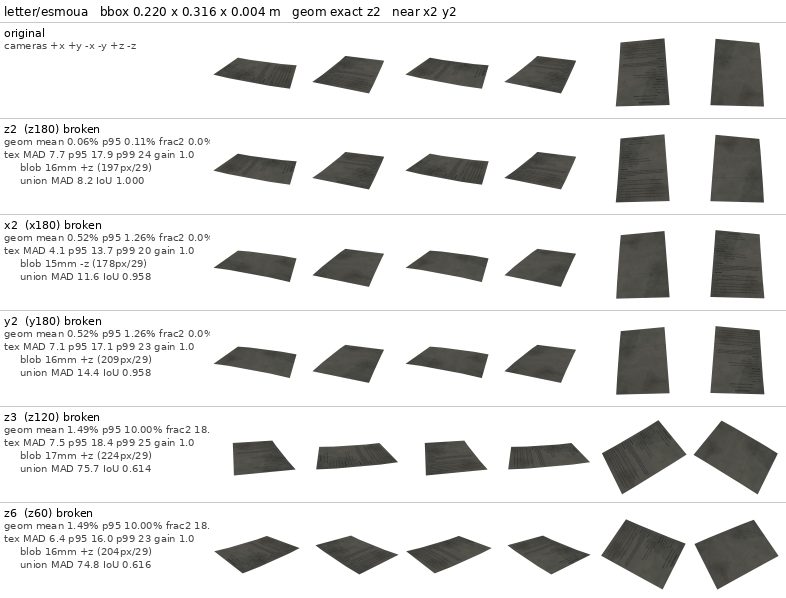 letter/esmoua   bbox 0.220 x 0.316 x 0.004 m   geom exact z2   near x2 y2
original
cameras +x +y -x -y +z -z
z2  (z180) broken
geom mean 0.06% p95 0.11% frac2 0.0%
tex MAD 7.7 p95 17.9 p99 24 gain 1.0
blob 16mm +z (197px/29)
union MAD 8.2 IoU 1.000
x2  (x180) broken
geom mean 0.52% p95 1.26% frac2 0.0%
tex MAD 4.1 p95 13.7 p99 20 gain 1.0
blob 15mm -z (178px/29)
union MAD 11.6 IoU 0.958
y2  (y180) broken
geom mean 0.52% p95 1.26% frac2 0.0%
tex MAD 7.1 p95 17.1 p99 23 gain 1.0
blob 16mm +z (209px/29)
union MAD 14.4 IoU 0.958
z3  (z120) broken
geom mean 1.49% p95 10.00% frac2 18.
tex MAD 7.5 p95 18.4 p99 25 gain 1.0
blob 17mm +z (224px/29)
union MAD 75.7 IoU 0.614
z6  (z60) broken
geom mean 1.49% p95 10.00% frac2 18.
tex MAD 6.4 p95 16.0 p99 23 gain 1.0
blob 16mm +z (204px/29)
union MAD 74.8 IoU 0.616